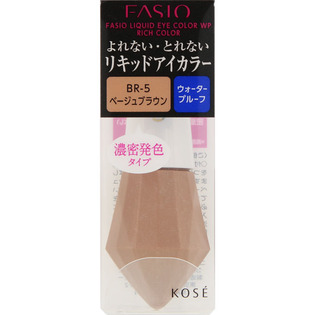 FASIO
FASIO LIQUID EYE COLOR WP
RICH COLOR
よれない・とれない
リキッドアイカラー
BR-5
ベージュブラウン
ウォーター
プルーフ
濃密発色
タイプ
KOSÉ